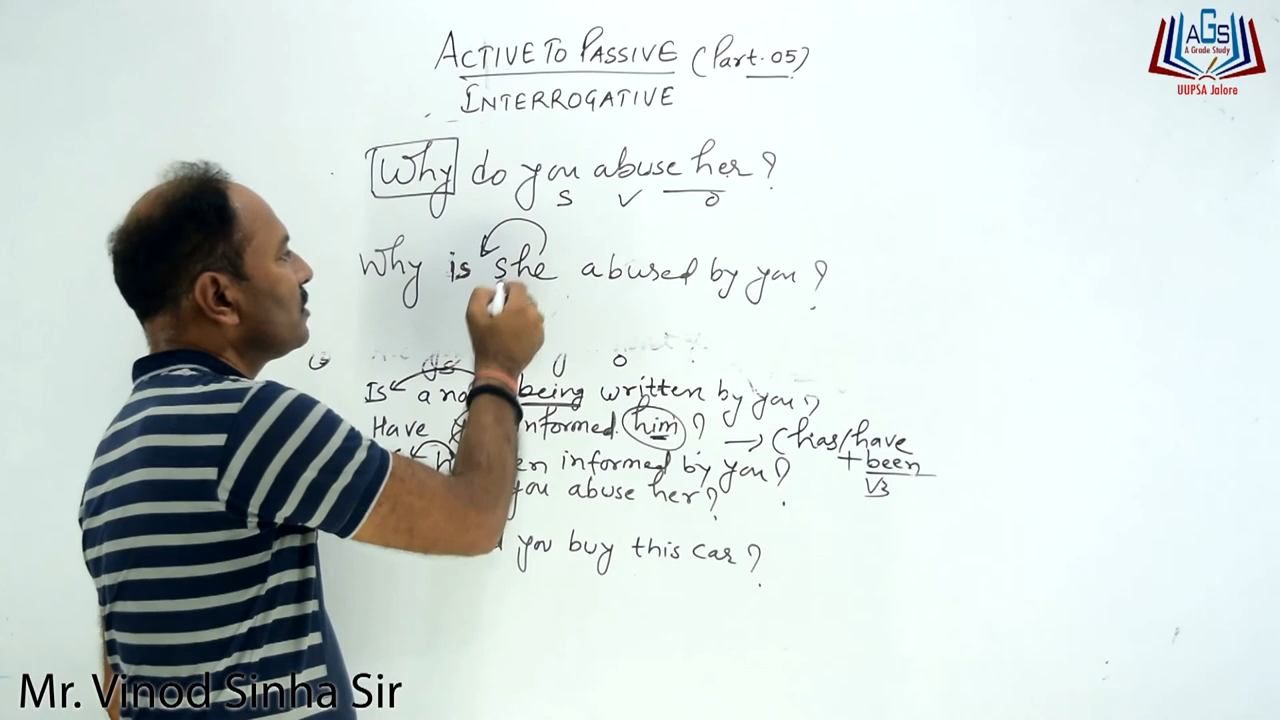 ACTIVE TO PASSIVE (Part-05)
INTERROGATIVE
AGS
A Grade Study
UUPSA Jalore
Why do you abuse her?
S V O
Why is she abused by you?
Is a being written by you?
Have informed him?
→ (has/have
+ been
V3
informed by you?
you abuse her?
you buy this car?
Mr. Vinod Sinha Sir